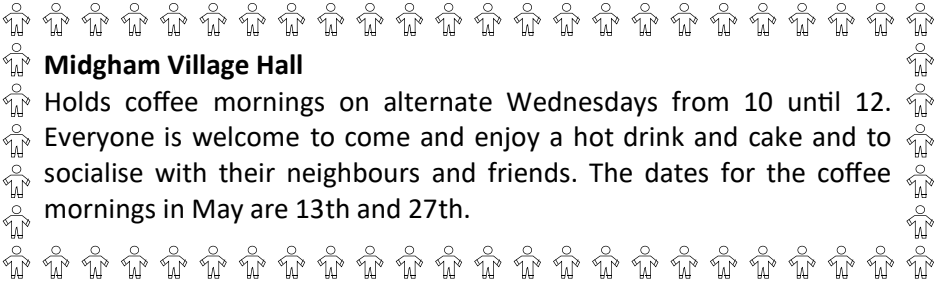 Midgham Village Hall
Holds coffee mornings on alternate Wednesdays from 10 until 12.
Everyone is welcome to come and enjoy a hot drink and cake and to
socialise with their neighbours and friends. The dates for the coffee
mornings in May are 13th and 27th.